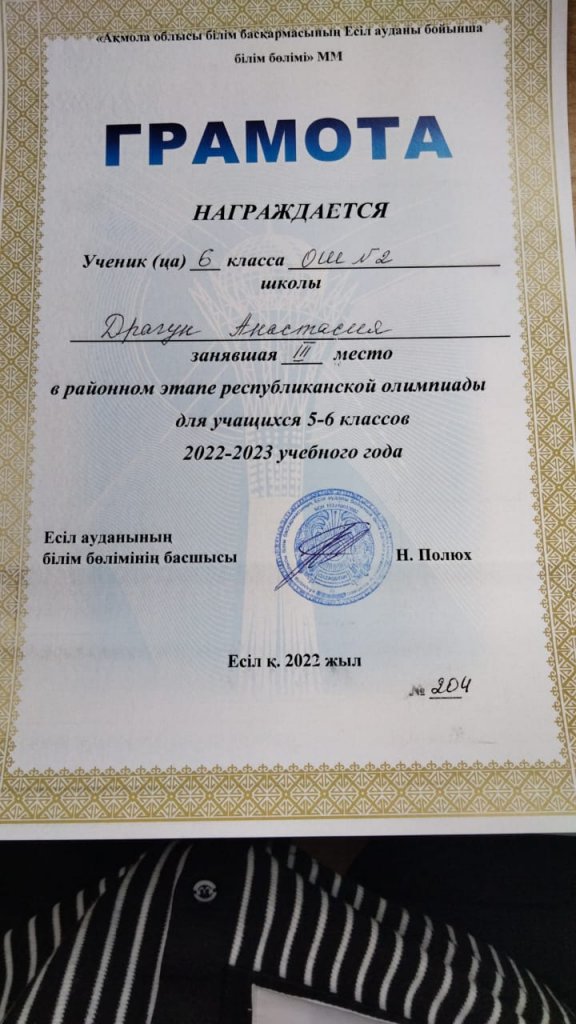 «Ақмола облысы білім басқармасының Есіл ауданы бойынша
білім бөлімі» ММ
ГРАМОТА
НАГРАЖДАЕТСЯ
Ученик (ца) 6 класса ОШ №2
школы
Драгун Анастасия
занявшая III место
в районном этапе республиканской олимпиады
для учащихся 5-6 классов
2022-2023 учебного года
Есіл ауданының
білім бөлімінің басшысы
Н. Полюх
Есіл қ. 2022 жыл
№ 204